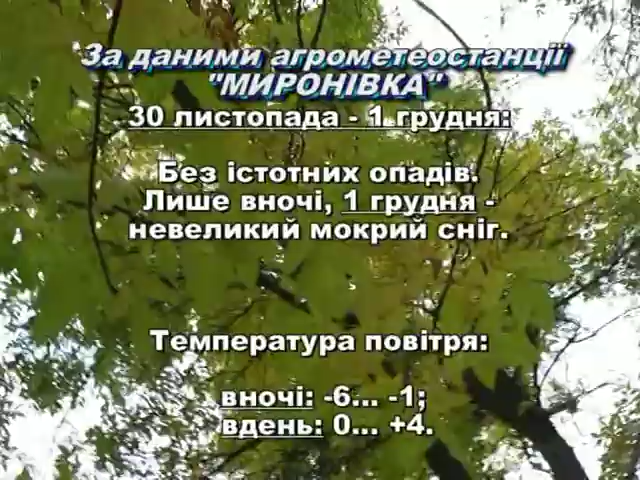 За даними агрометеостанції
"МИРОНІВКА"
30 листопада - 1 грудня:
Без істотних опадів.
Лише вночі, 1 грудня -
невеликий мокрий сніг.
Температура повітря:
вночі: -6... -1;
вдень: 0... +4.